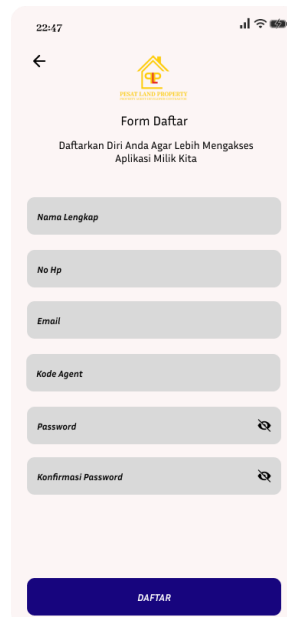 22:47
PESAT LAND PROPERTY
Form Daftar
Daftarkan Diri Anda Agar Lebih Mengakses
Aplikasi Milik Kita
Nama Lengkap
No Hp
Email
Kode Agent
Password
Konfirmasi Password
DAFTAR